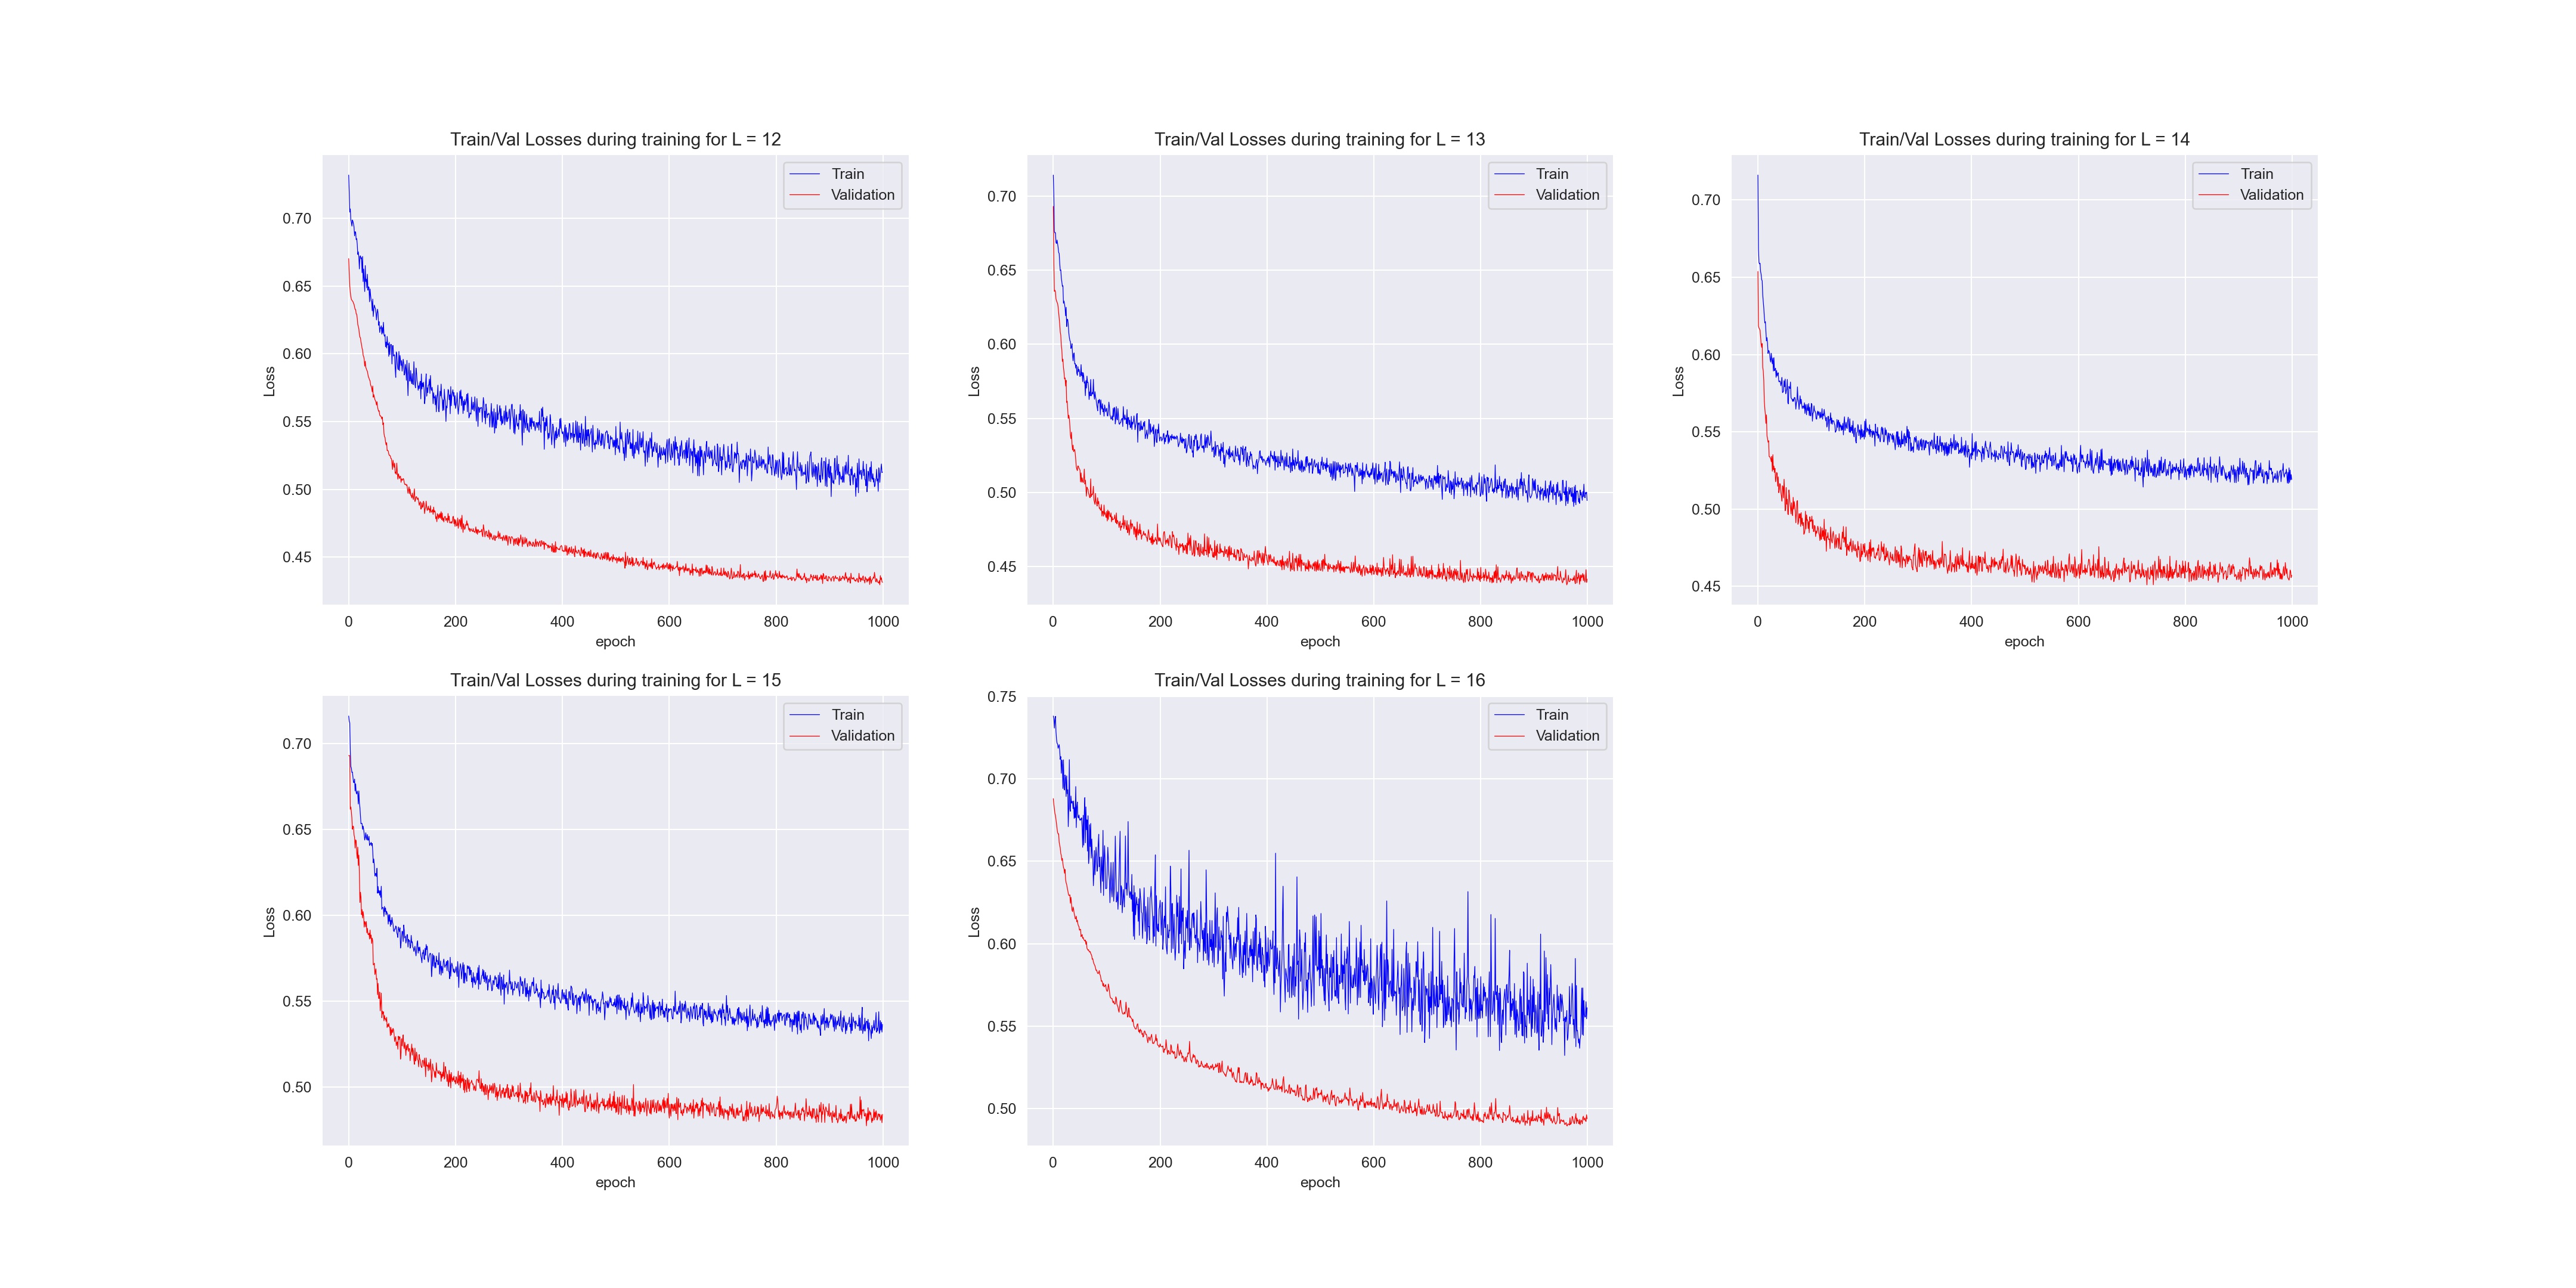 Train/Val Losses during training for L = 12
Train
Validation
0.70
0.65
0.60
0.55
0.50
0.45
Loss
0 200 400 600 800 1000
epoch
Train/Val Losses during training for L = 13
Train
Validation
0.70
0.65
0.60
0.55
0.50
0.45
Loss
0 200 400 600 800 1000
epoch
Train/Val Losses during training for L = 14
Train
Validation
0.70
0.65
0.60
0.55
0.50
0.45
Loss
0 200 400 600 800 1000
epoch
Train/Val Losses during training for L = 15
Train
Validation
0.70
0.65
0.60
0.55
0.50
Loss
0 200 400 600 800 1000
epoch
Train/Val Losses during training for L = 16
Train
Validation
0.75
0.70
0.65
0.60
0.55
0.50
Loss
0 200 400 600 800 1000
epoch